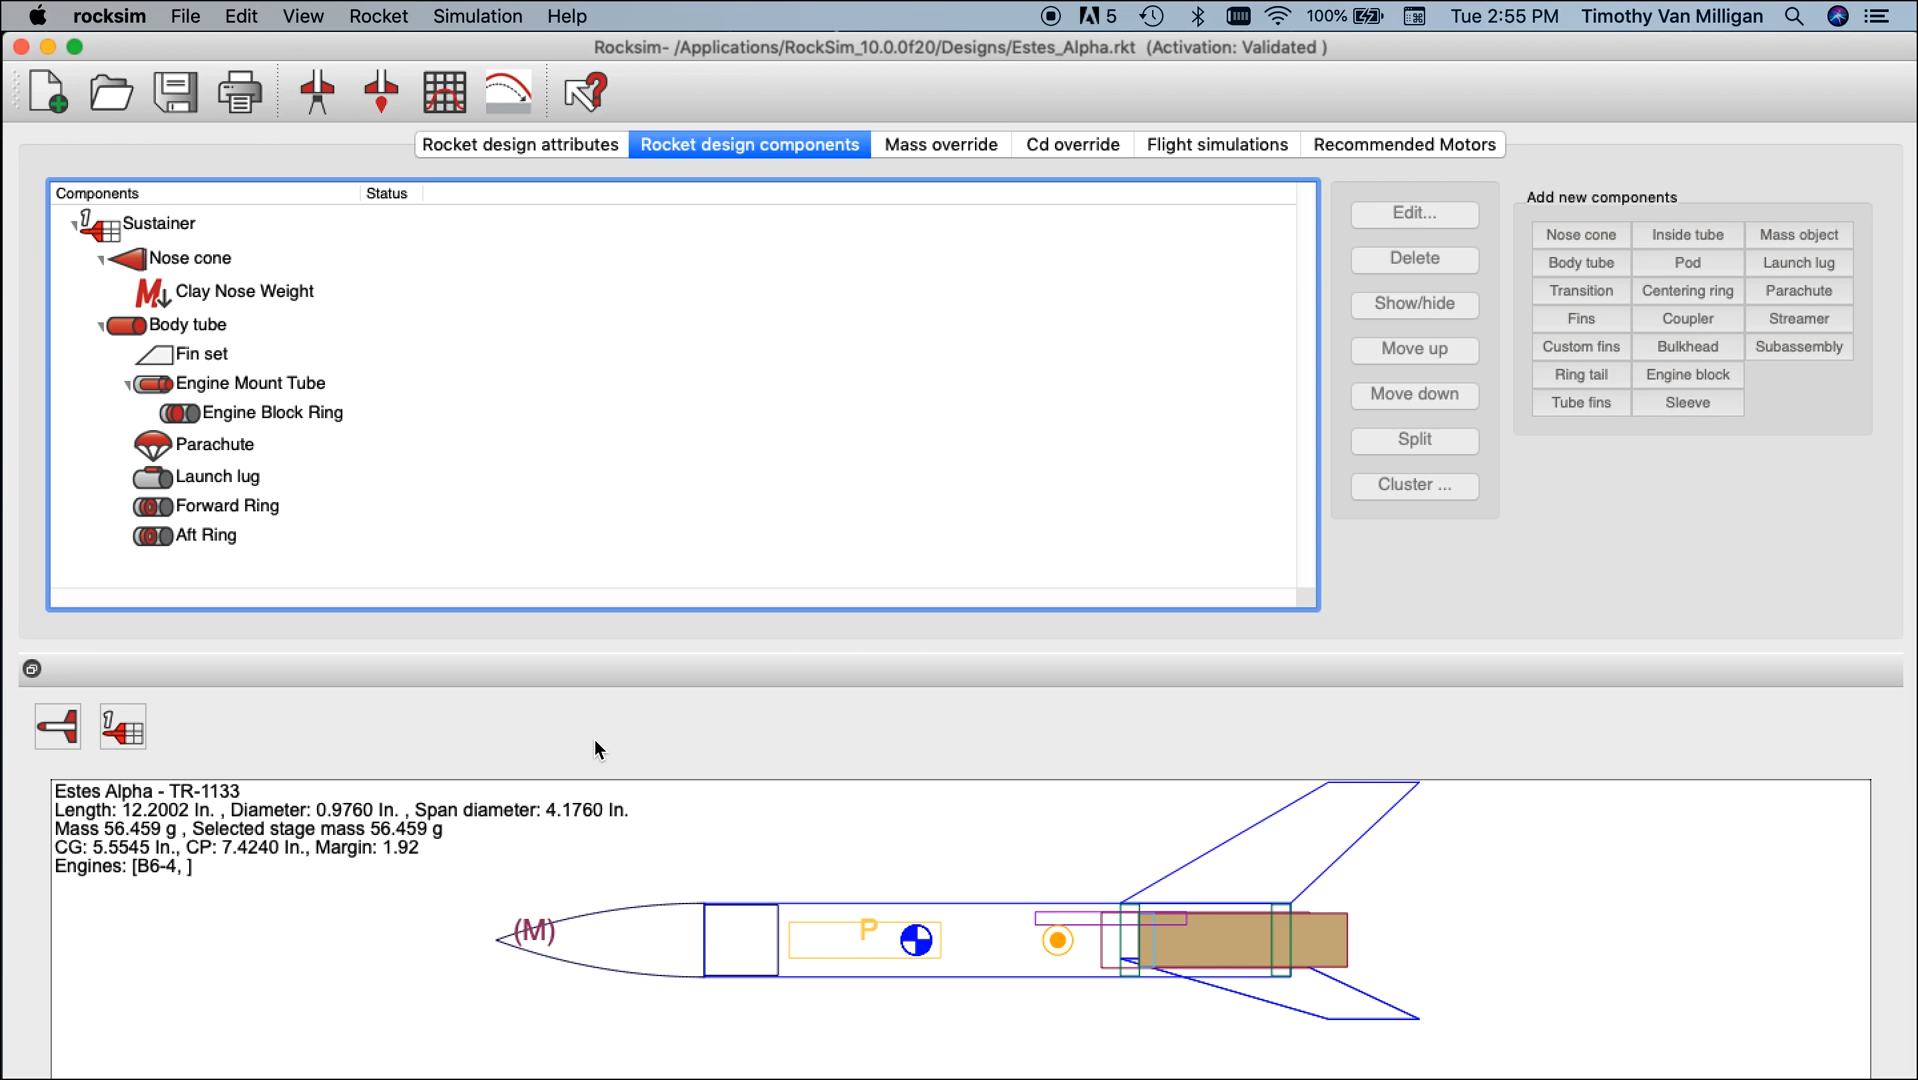 rocksim File Edit View Rocket Simulation Help 5 100% Tue 2:55 PM Timothy Van Milligan
Rocksim- /Applications/RockSim_10.0.0f20/Designs/Estes_Alpha.rkt (Activation: Validated )
Rocket design attributes Rocket design components Mass override Cd override Flight simulations Recommended Motors
Components Status
1 Sustainer
Nose cone
M Clay Nose Weight
Body tube
Fin set
Engine Mount Tube
Engine Block Ring
Parachute
Launch lug
Forward Ring
Aft Ring
Edit...
Delete
Show/hide
Move up
Move down
Split
Cluster ...
Add new components
Nose cone Inside tube Mass object
Body tube Pod Launch lug
Transition Centering ring Parachute
Fins Coupler Streamer
Custom fins Bulkhead Subassembly
Ring tail Engine block
Tube fins Sleeve
1
Estes Alpha - TR-1133
Length: 12.2002 In. , Diameter: 0.9760 In. , Span diameter: 4.1760 In.
Mass 56.459 g , Selected stage mass 56.459 g
CG: 5.5545 In., CP: 7.4240 In., Margin: 1.92
Engines: [B6-4, ]
(M) P